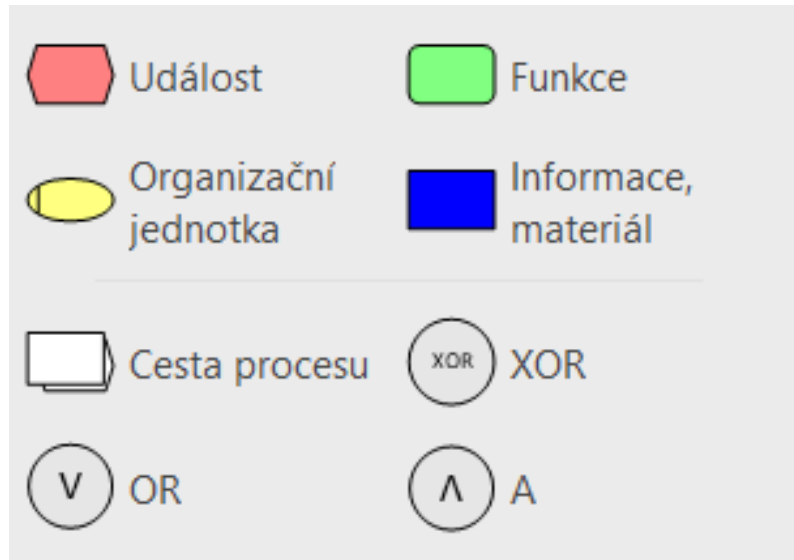 Událost
Funkce
Organizační
jednotka
Informace,
materiál
Cesta procesu
XOR
XOR
V
OR
Λ
A